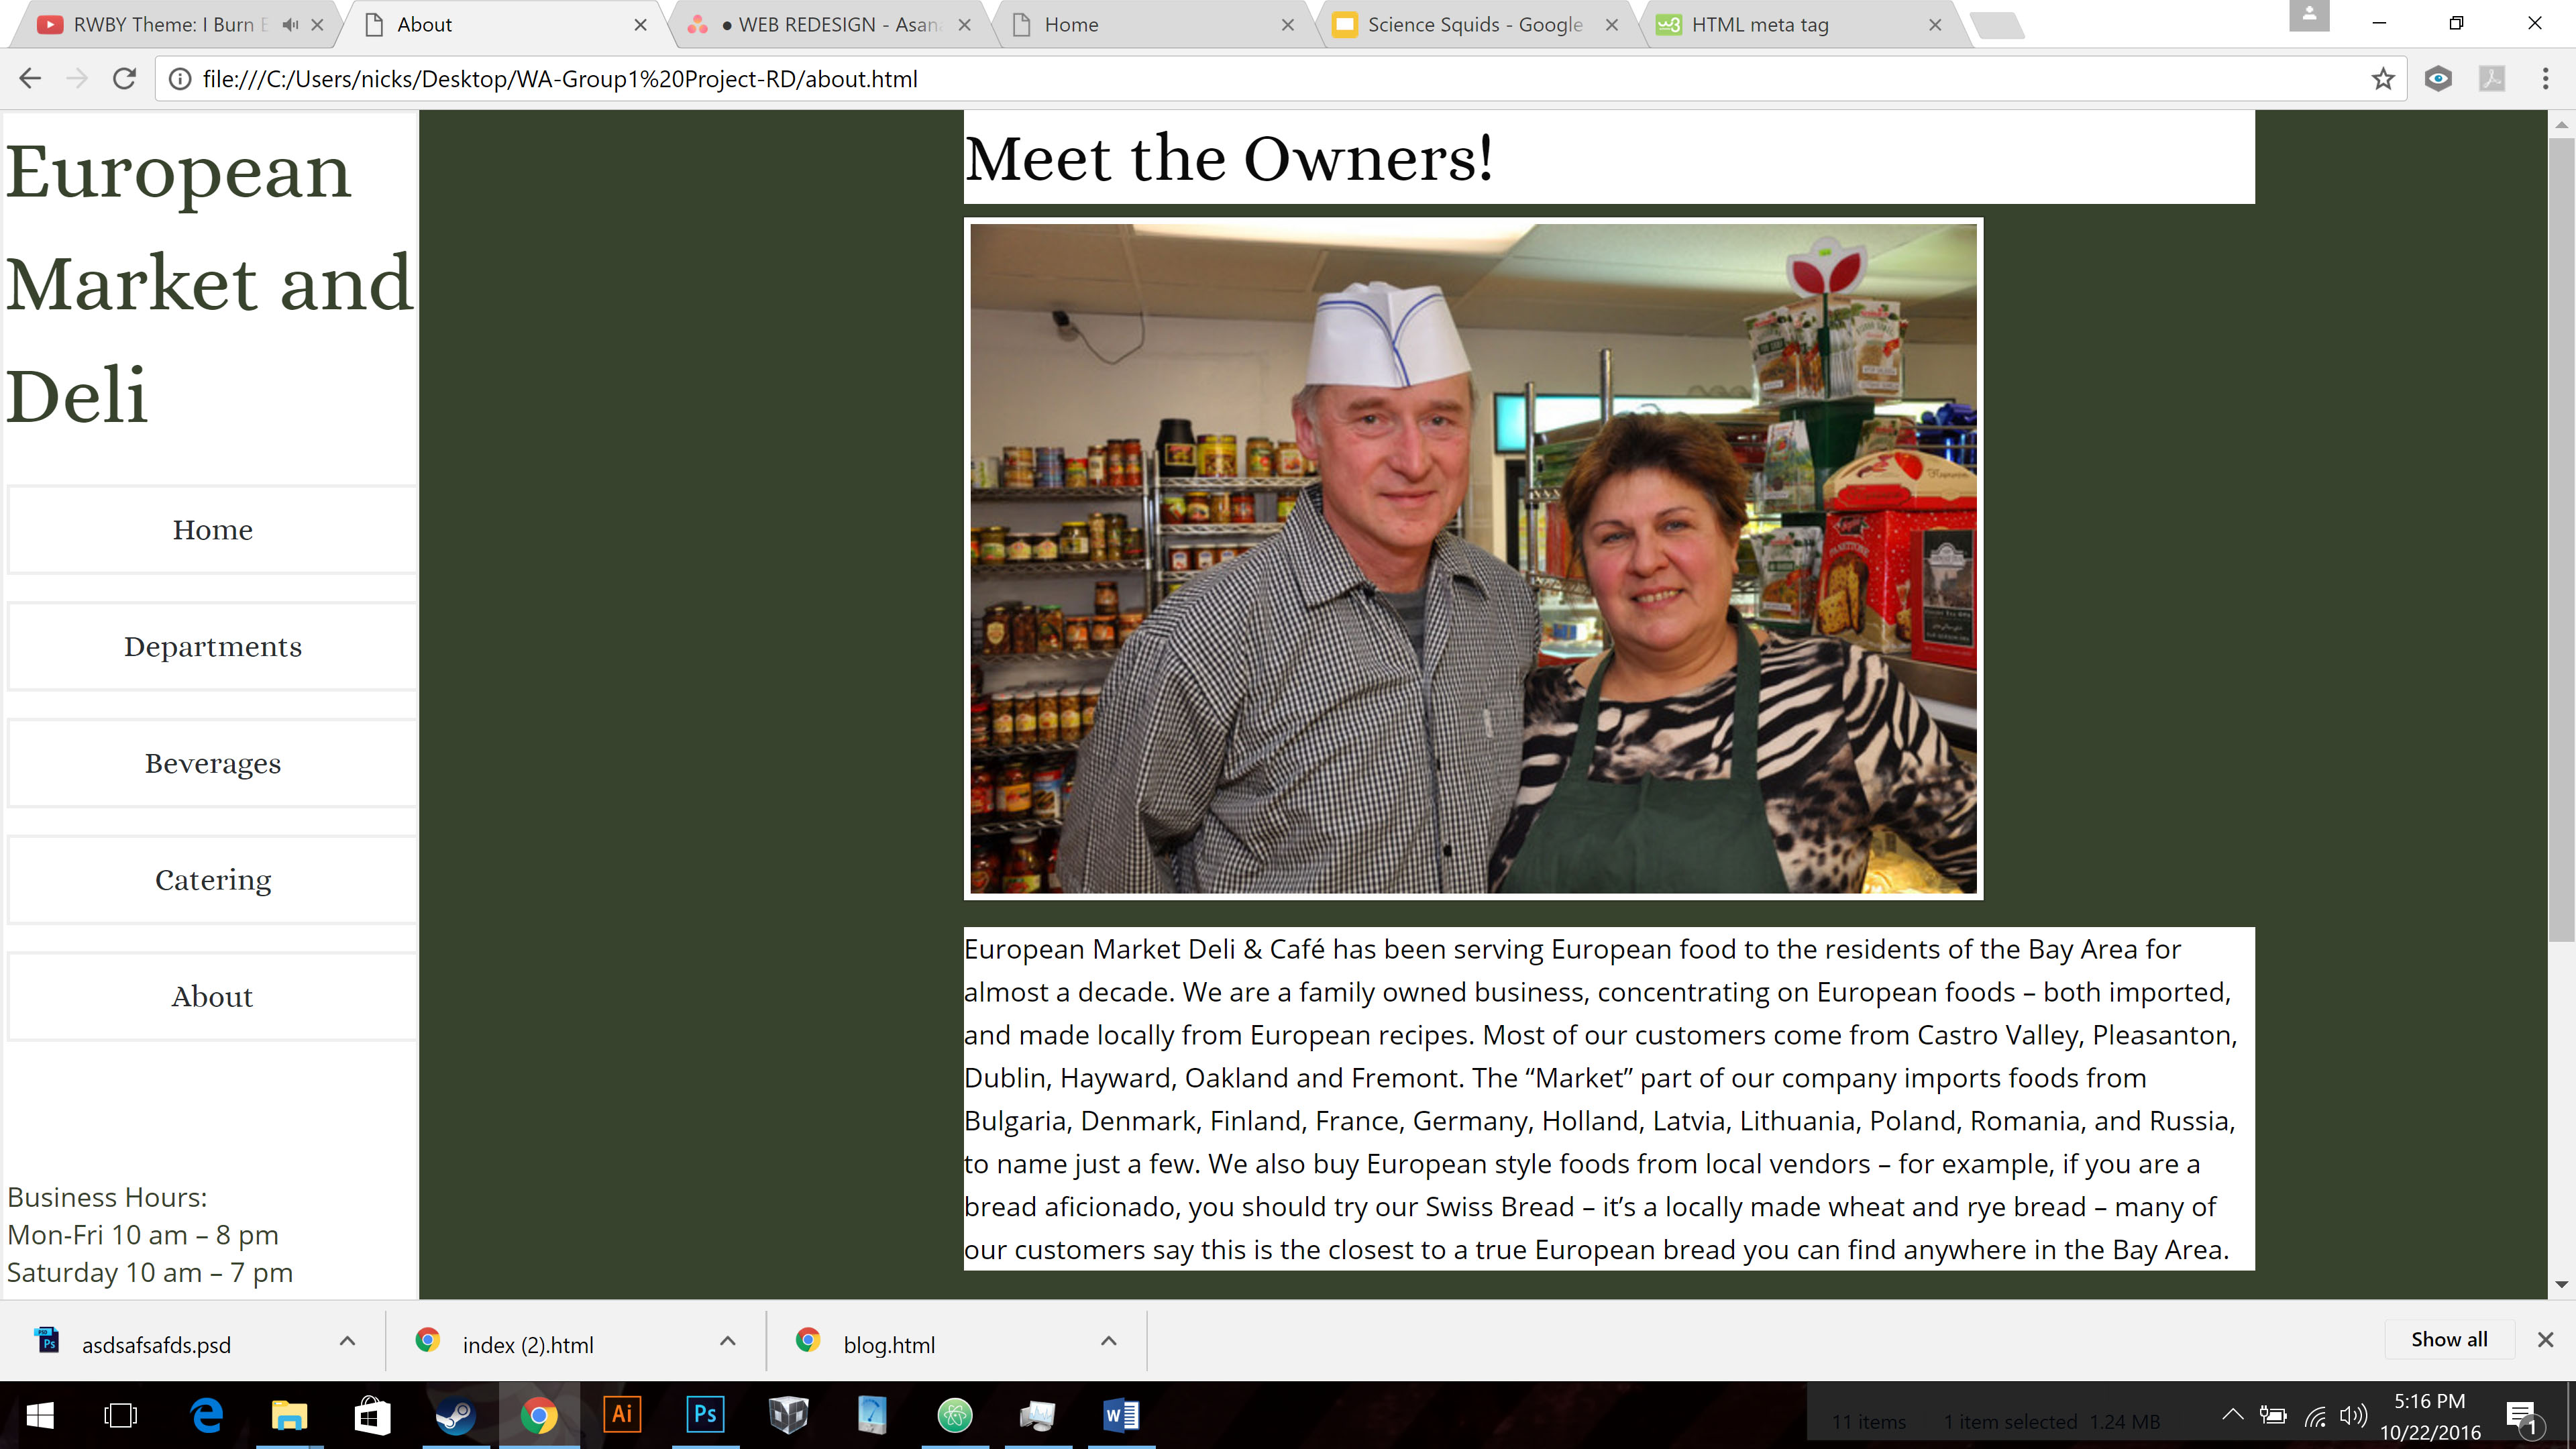 RWBY Theme: I Burn
About
● WEB REDESIGN - Asan
Home
Science Squids - Google
HTML meta tag
file:///C:/Users/nicks/Desktop/WA-Group1%20Project-RD/about.html
European
Market and
Deli
Home
Departments
Beverages
Catering
About
Business Hours:
Mon-Fri 10 am – 8 pm
Saturday 10 am – 7 pm
Meet the Owners!
PANETTONE
European Market Deli & Café has been serving European food to the residents of the Bay Area for
almost a decade. We are a family owned business, concentrating on European foods – both imported,
and made locally from European recipes. Most of our customers come from Castro Valley, Pleasanton,
Dublin, Hayward, Oakland and Fremont. The “Market” part of our company imports foods from
Bulgaria, Denmark, Finland, France, Germany, Holland, Latvia, Lithuania, Poland, Romania, and Russia,
to name just a few. We also buy European style foods from local vendors – for example, if you are a
bread aficionado, you should try our Swiss Bread – it’s a locally made wheat and rye bread – many of
our customers say this is the closest to a true European bread you can find anywhere in the Bay Area.
asdsafsafds.psd
index (2).html
blog.html
Show all
Ai
Ps
11 items 1 item selected 1.24 MB
5:16 PM
10/22/2016
1